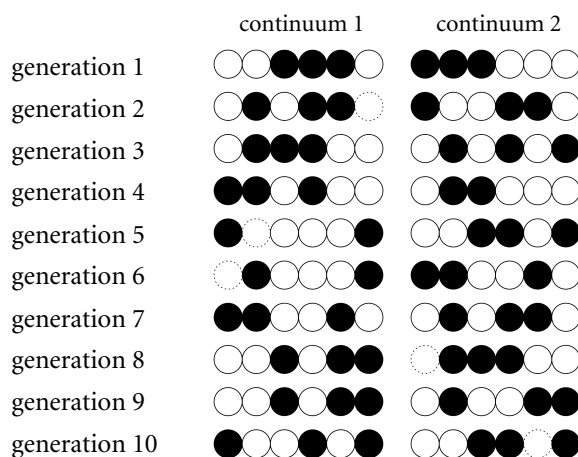 continuum 1 continuum 2
generation 1
generation 2
generation 3
generation 4
generation 5
generation 6
generation 7
generation 8
generation 9
generation 10